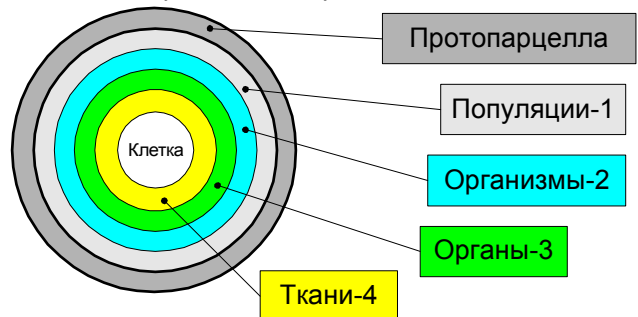 Протопарцелла
Популяции-1
Клетка
Организмы-2
Органы-3
Ткани-4